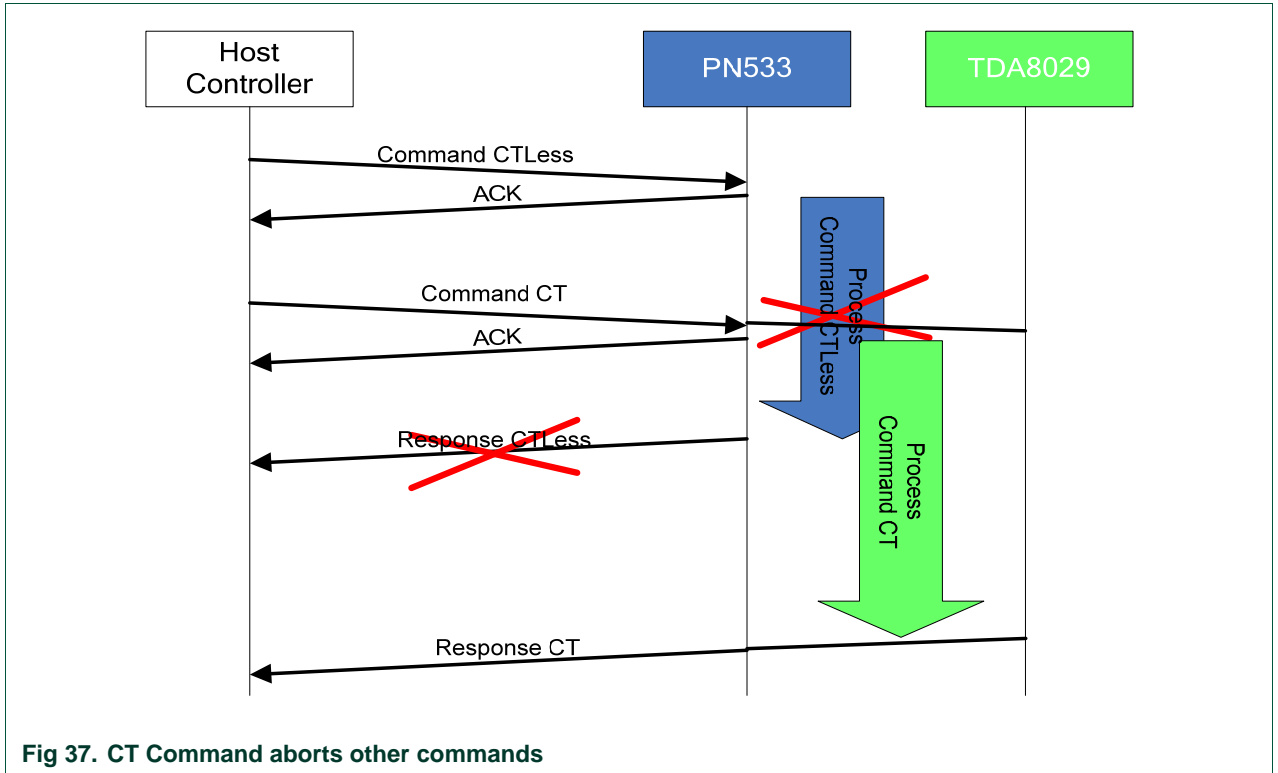 Host
Controller
PN533
TDA8029
Command CTLess
ACK
Process
Command CTLess
Command CT
ACK
Response CTLess
Process
Command CT
Response CT
Fig 37. CT Command aborts other commands